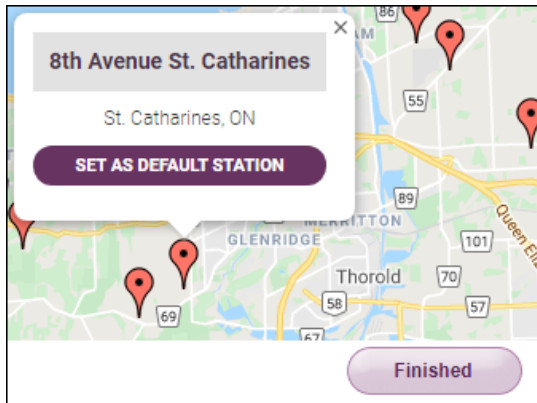 8th Avenue St. Catharines
St. Catharines, ON
SET AS DEFAULT STATION
86
AM
55
89
MERRITTON
GLENRIDGE
Queen Eliz
101
Thorold
70
58
57
69
67
Finished